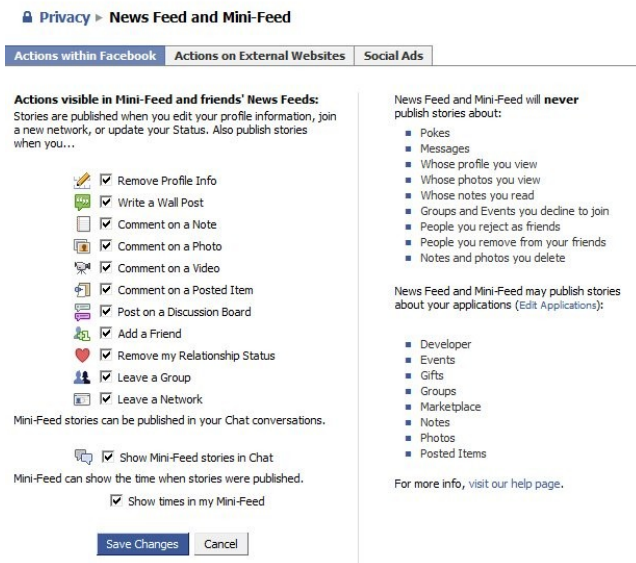 Privacy ▸ News Feed and Mini-Feed
Actions within Facebook
Actions on External Websites
Social Ads
Actions visible in Mini-Feed and friends' News Feeds:
Stories are published when you edit your profile information, join
a new network, or update your Status. Also publish stories
when you...
Remove Profile Info
Write a Wall Post
Comment on a Note
Comment on a Photo
Comment on a Video
Comment on a Posted Item
Post on a Discussion Board
Add a Friend
Remove my Relationship Status
Leave a Group
Leave a Network
Mini-Feed stories can be published in your Chat conversations.
Show Mini-Feed stories in Chat
Mini-Feed can show the time when stories were published.
Show times in my Mini-Feed
Save Changes
Cancel
News Feed and Mini-Feed will never
publish stories about:
Pokes
Messages
Whose profile you view
Whose photos you view
Whose notes you read
Groups and Events you decline to join
People you reject as friends
People you remove from your friends
Notes and photos you delete
News Feed and Mini-Feed may publish stories
about your applications (Edit Applications):
Developer
Events
Gifts
Groups
Marketplace
Notes
Photos
Posted Items
For more info, visit our help page.